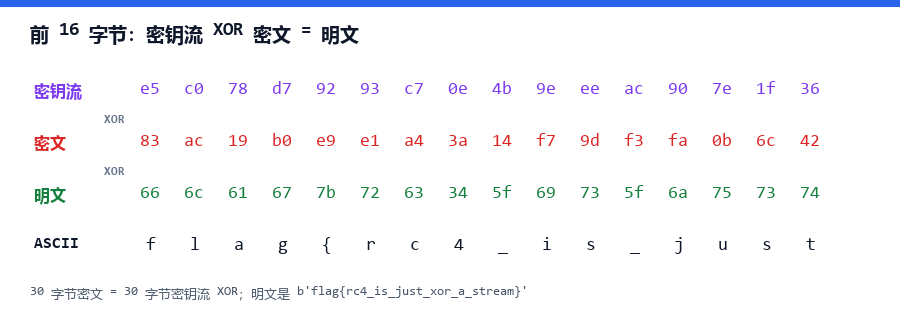 前 16 字节: 密钥流 XOR 密文 = 明文
密钥流 e5 c0 78 d7 92 93 c7 0e 4b 9e ee ac 90 7e 1f 36
XOR
密文 83 ac 19 b0 e9 e1 a4 3a 14 f7 9d f3 fa 0b 6c 42
XOR
明文 66 6c 61 67 7b 72 63 34 5f 69 73 5f 6a 75 73 74
ASCII f l a g { r c 4 _ i s _ j u s t
30 字节密文 = 30 字节密钥流 XOR; 明文是 b'flag{rc4_is_just_xor_a_stream}'